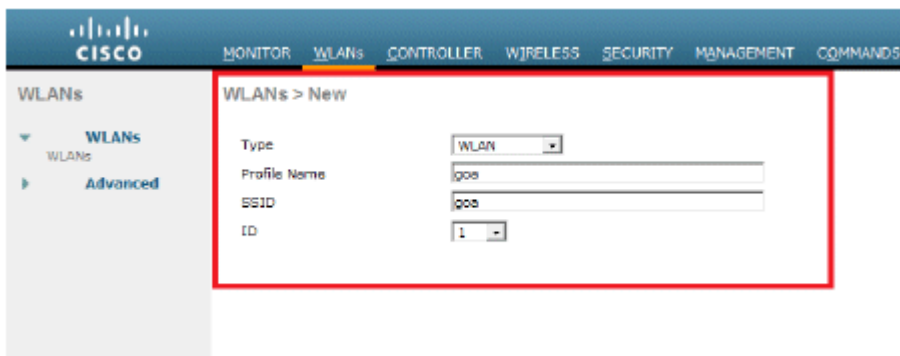 CISCO
MONITOR WLANs CONTROLLER WIRELESS SECURITY MANAGEMENT COMMANDS
WLANs
WLANs
WLANs
Advanced
WLANs > New
Type WLAN
Profile Name goa
SSID goa
ID 1